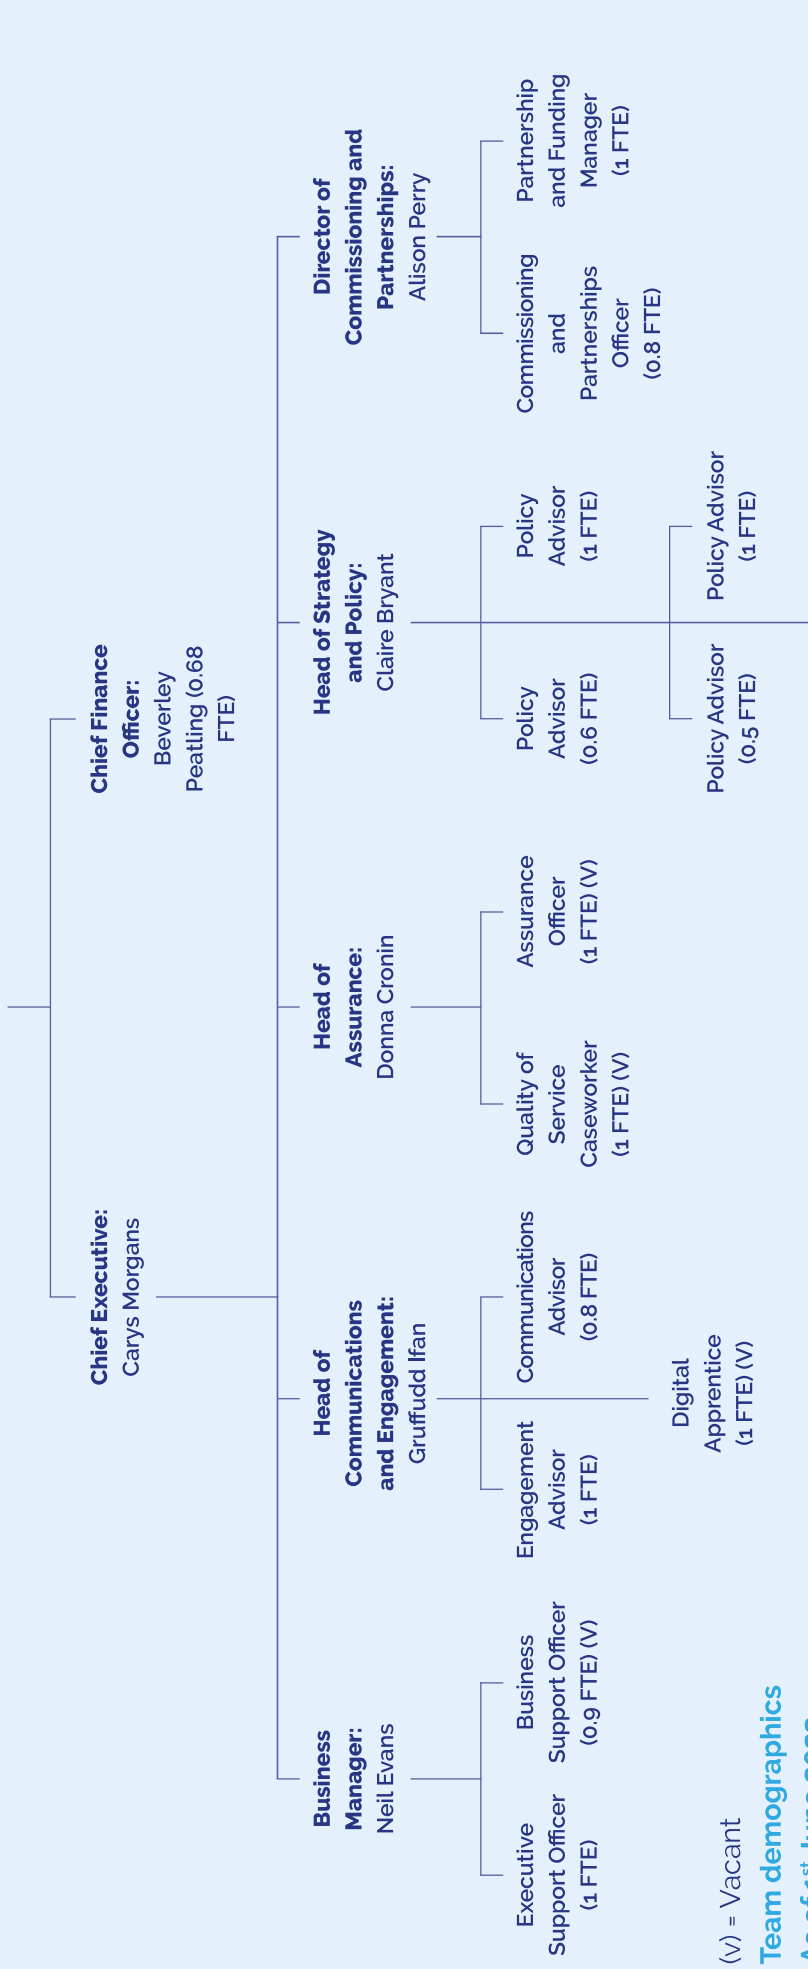 Chief Executive:
Carys Morgans
Chief Finance
Officer:
Beverley
Peatling (0.68
FTE)
Business
Manager:
Neil Evans
Head of
Communications
and Engagement:
Gruffudd Ifan
Head of
Assurance:
Donna Cronin
Head of Strategy
and Policy:
Claire Bryant
Director of
Commissioning and
Partnerships:
Alison Perry
Executive
Support Officer
(1 FTE)
Business
Support Officer
(0.9 FTE) (V)
Engagement
Advisor
(1 FTE)
Communications
Advisor
(0.8 FTE)
Quality of
Service
Caseworker
(1 FTE) (V)
Assurance
Officer
(1 FTE) (V)
Policy
Advisor
(0.6 FTE)
Policy
Advisor
(1 FTE)
Commissioning
and
Partnerships
Officer
(0.8 FTE)
Partnership
and Funding
Manager
(1 FTE)
Digital
Apprentice
(1 FTE) (V)
Policy Advisor
(0.5 FTE)
Policy Advisor
(1 FTE)
(v) = Vacant
Team demographics